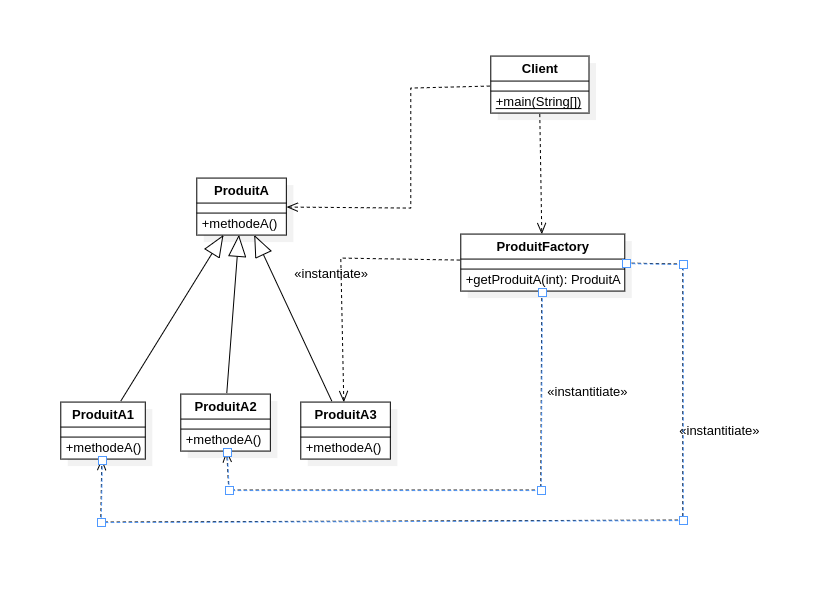 Client
+main(String[])
ProduitA
+methodeA()
ProduitFactory
+getProduitA(int): ProduitA
«instantiate»
«instantitiate»
«instantitiate»
ProduitA1
+methodeA()
ProduitA2
+methodeA()
ProduitA3
+methodeA()